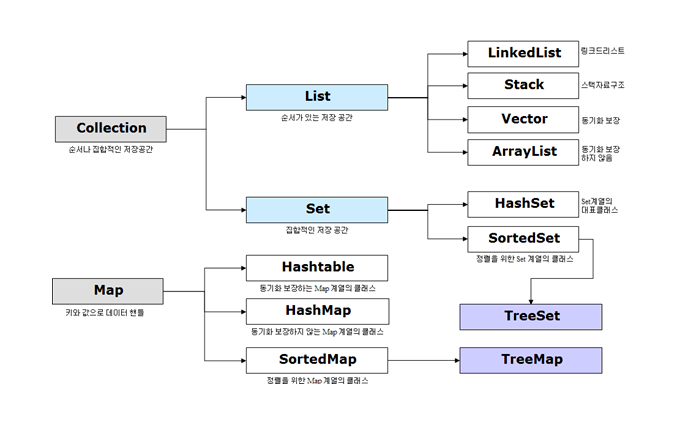 LinkedList
링크드리스트
Stack
스택자료구조
List
순서가 있는 저장 공간
Vector
동기화 보장
Collection
순서나 집합적인 저장공간
ArrayList
동기화 보장
하지 않음
Set
집합적인 저장 공간
HashSet
Set계열의
대표클래스
SortedSet
정렬을 위한 Set 계열의 클래스
Hashtable
동기화 보장하는 Map 계열의 클래스
Map
키와 값으로 데이터 핸들
HashMap
동기화 보장하지 않는 Map 계열의 클래스
TreeSet
SortedMap
정렬을 위한 Map 계열의 클래스
TreeMap